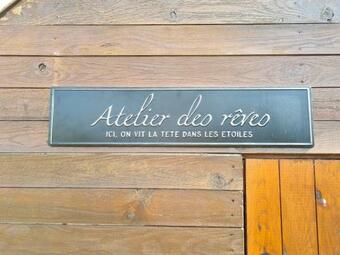 Atelier des rêves
ICI, ON VIT LA TETE DANS LES ETOILES